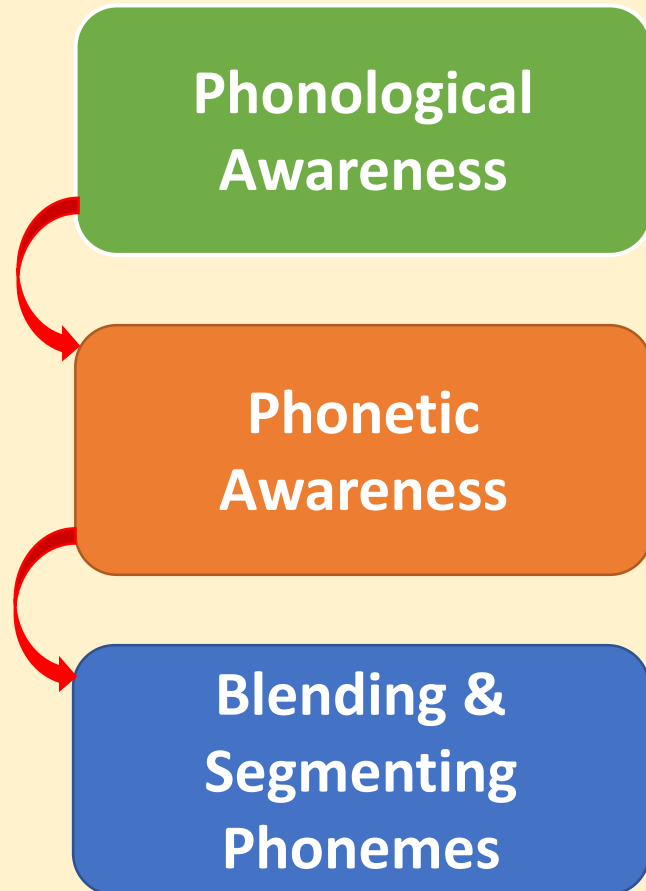 Phonological
Awareness
Phonetic
Awareness
Blending &
Segmenting
Phonemes